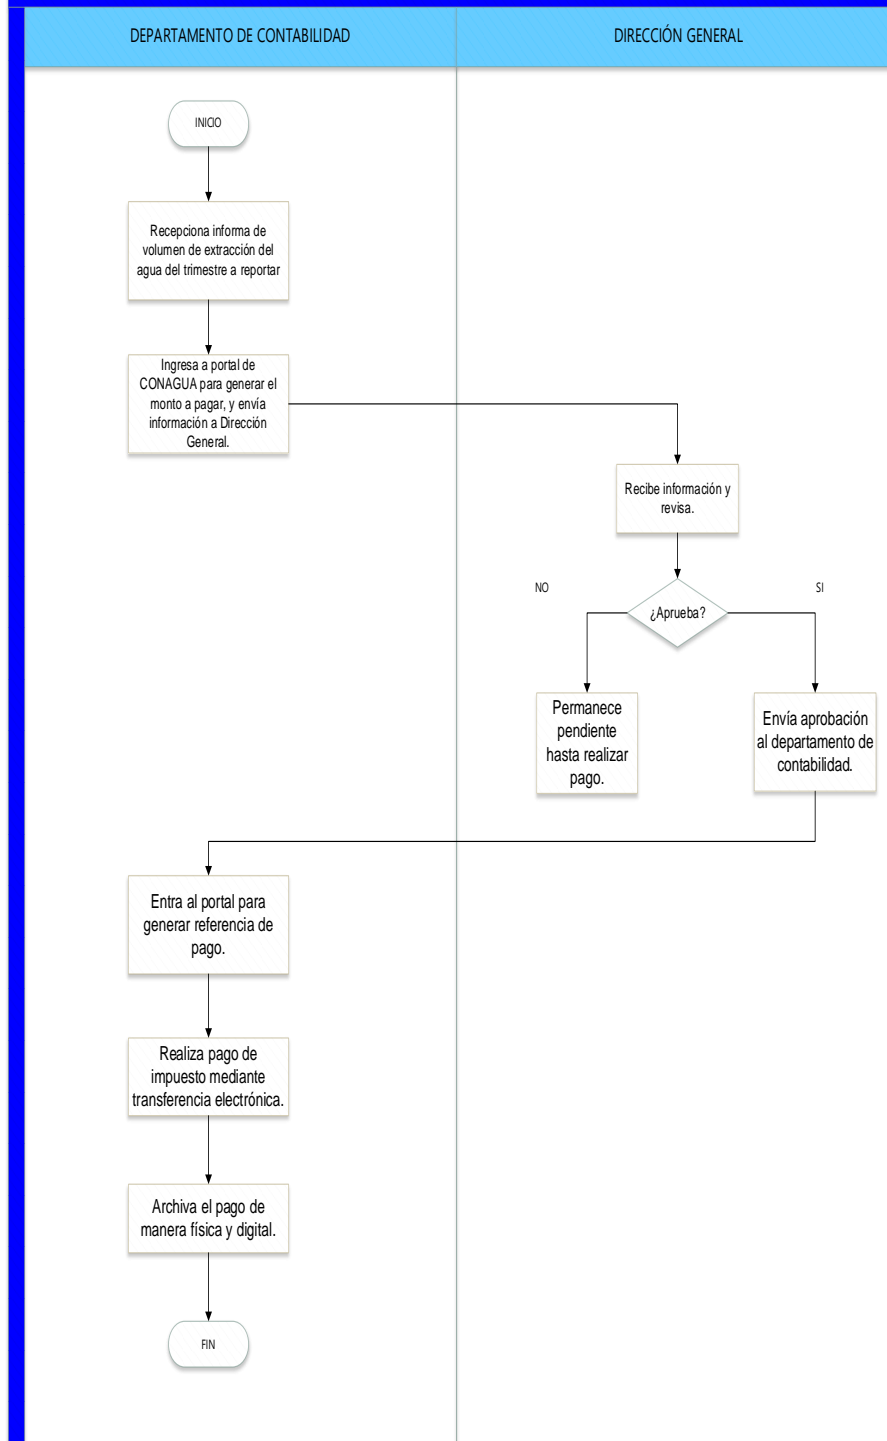 DEPARTAMENTO DE CONTABILIDAD
DIRECCIÓN GENERAL
INICIO
Recepciona informa de
volumen de extracción del
agua del trimestre a reportar
Ingresa a portal de
CONAGUA para generar el
monto a pagar, y envía
información a Dirección
General.
Recibe información y
revisa.
¿Aprueba?
NO
SI
Permanece
pendiente
hasta realizar
pago.
Envía aprobación
al departamento de
contabilidad.
Entra al portal para
generar referencia de
pago.
Realiza pago de
impuesto mediante
transferencia electrónica.
Archiva el pago de
manera física y digital.
FIN